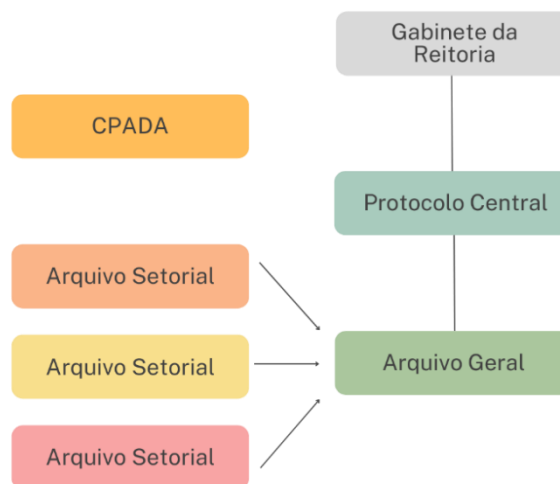 Gabinete da
Reitoria
CPADA
Protocolo Central
Arquivo Setorial
Arquivo Setorial
Arquivo Geral
Arquivo Setorial